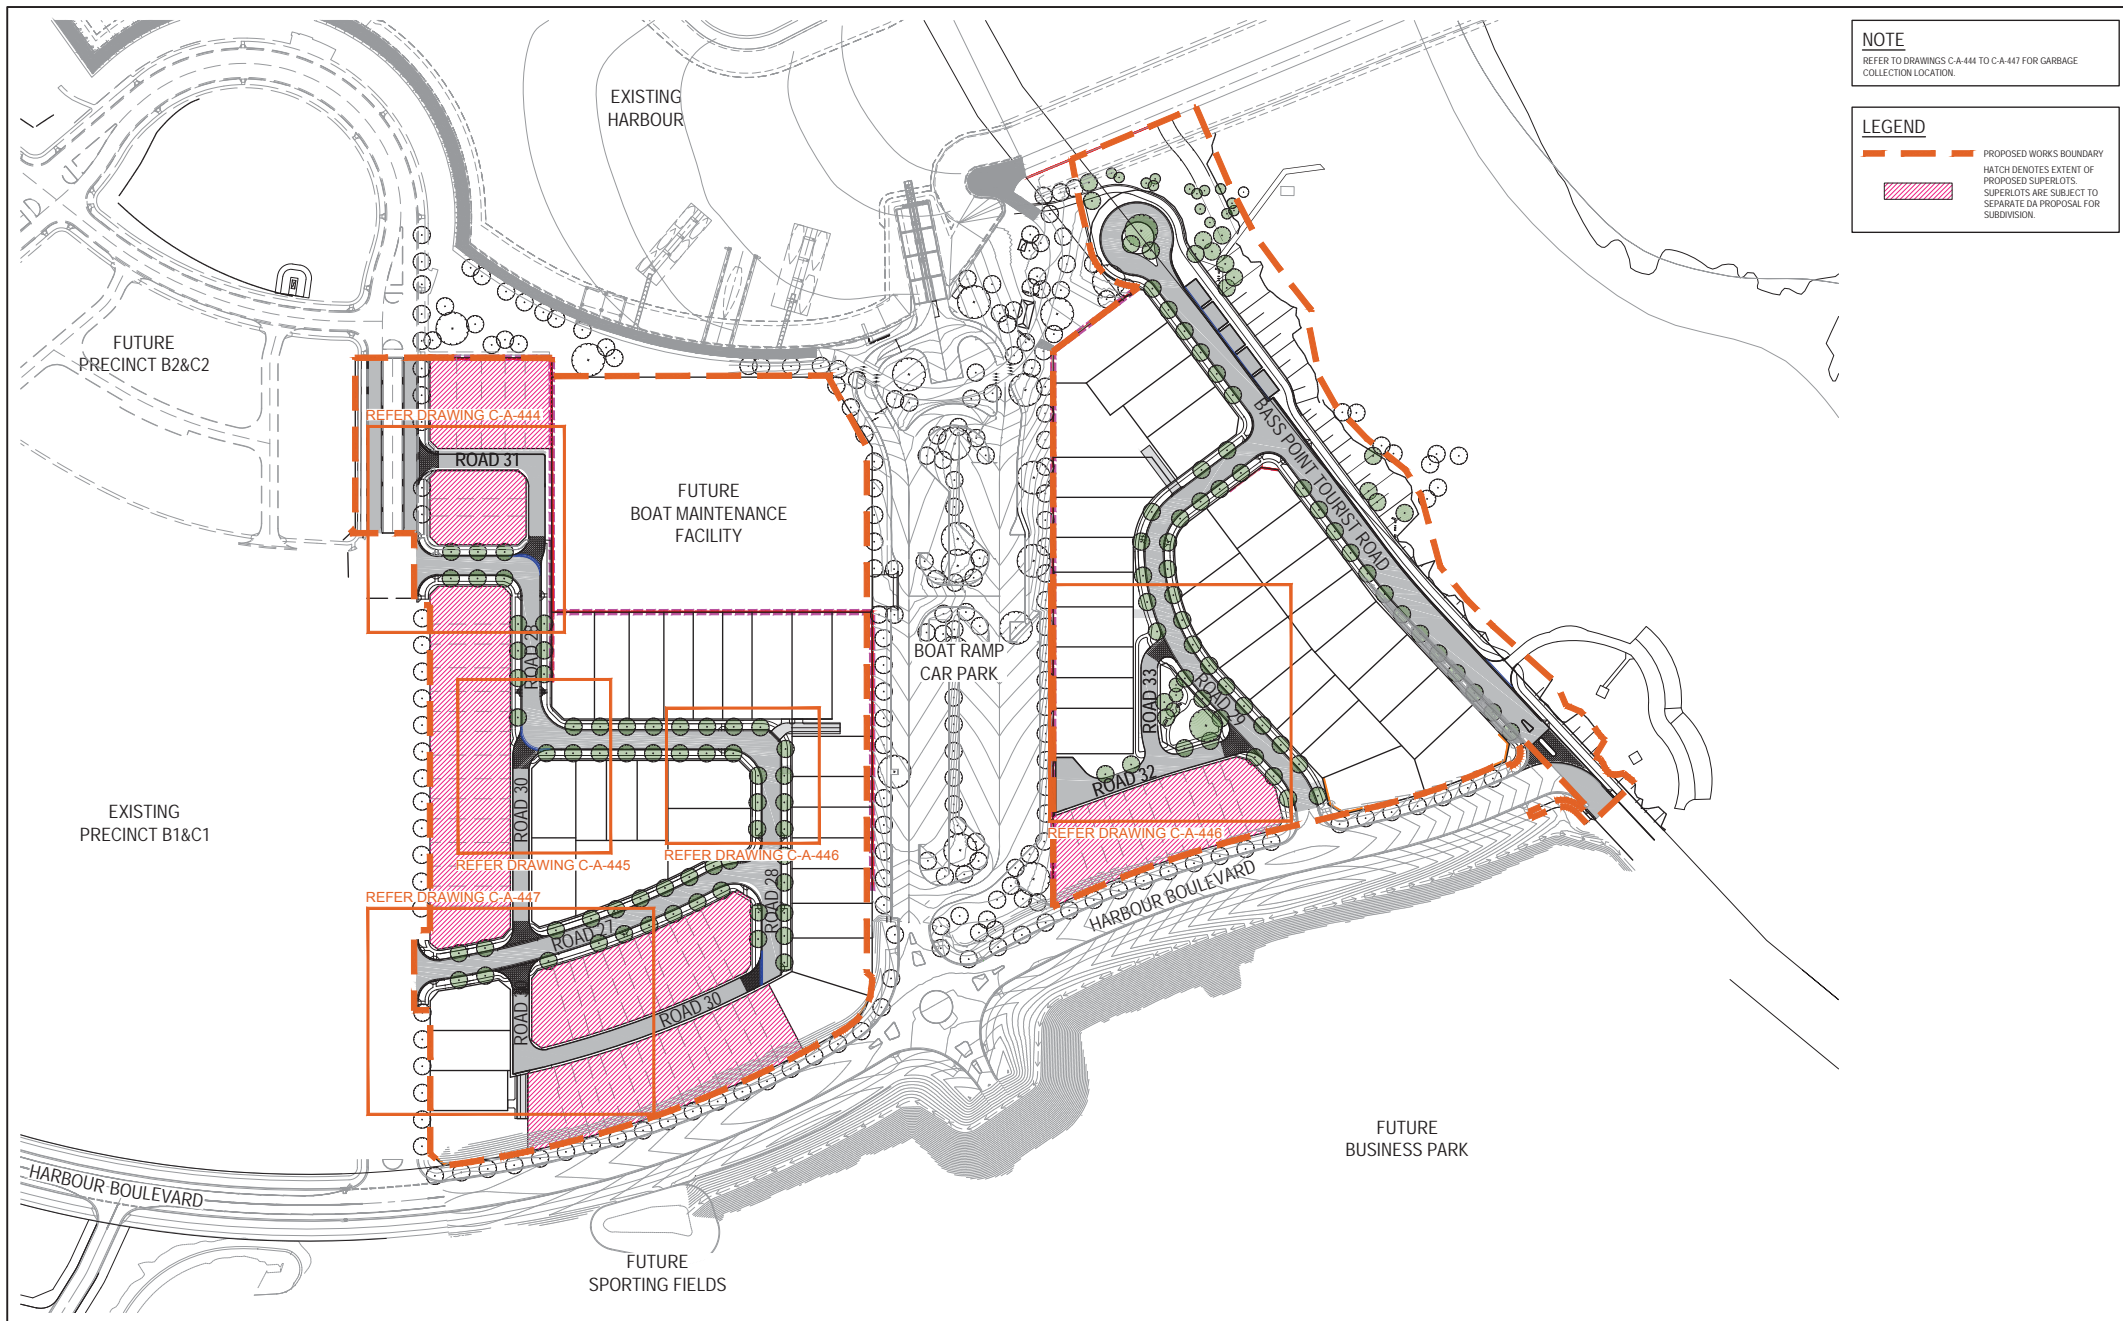 NOTE
REFER TO DRAWINGS C-A-444 TO C-A-447 FOR GARBAGE
COLLECTION LOCATION.
LEGEND
PROPOSED WORKS BOUNDARY
HATCH DENOTES EXTENT OF
PROPOSED SUPERLOTS.
SUPERLOTS ARE SUBJECT TO
SEPARATE DA PROPOSAL FOR
SUBDIVISION.
EXISTING
HARBOUR
FUTURE
PRECINCT B2&C2
REFER DRAWING C-A-444
ROAD 31
FUTURE
BOAT MAINTENANCE
FACILITY
BASS POINT TOURIST ROAD
BOAT RAMP
CAR PARK
ROAD 33
ROAD 29
ROAD 32
REFER DRAWING C-A-446
HARBOUR BOULEVARD
EXISTING
PRECINCT B1&C1
ROAD 30
REFER DRAWING C-A-445
REFER DRAWING C-A-446
REFER DRAWING C-A-447
ROAD 27
ROAD 28
ROAD
ROAD 30
FUTURE
BUSINESS PARK
HARBOUR BOULEVARD
FUTURE
SPORTING FIELDS